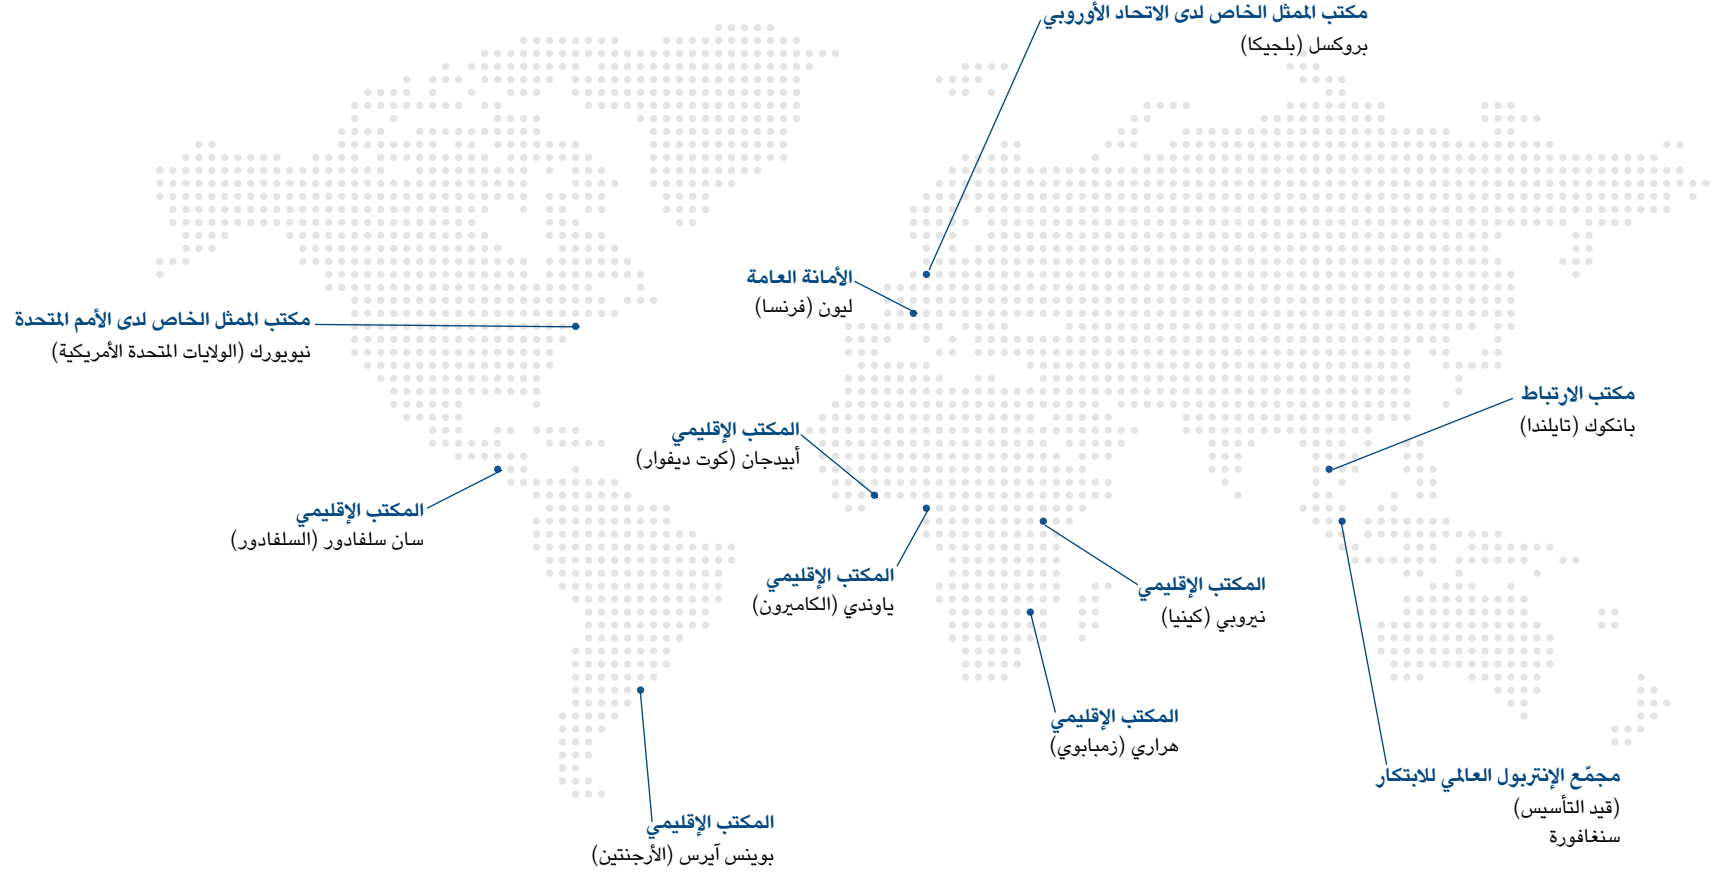 مكتب الممثل الخاص لدى الاتحاد الأوروبي
بروكسل (بلجيكا)
الأمانة العامة
ليون (فرنسا)
مكتب الممثل الخاص لدى الأمم المتحدة
نيويورك (الولايات المتحدة الأمريكية)
مكتب الارتباط
بانكوك (تايلندا)
المكتب الإقليمي
أبيدجان (كوت ديفوار)
المكتب الإقليمي
سان سلفادور (السلفادور)
المكتب الإقليمي
ياوندي (الكاميرون)
المكتب الإقليمي
نيروبي (كينيا)
المكتب الإقليمي
هراري (زمبابوي)
مجمّع الإنتربول العالمي للابتكار
(قيد التأسيس)
سنغافورة
المكتب الإقليمي
بوينس آيرس (الأرجنتين)